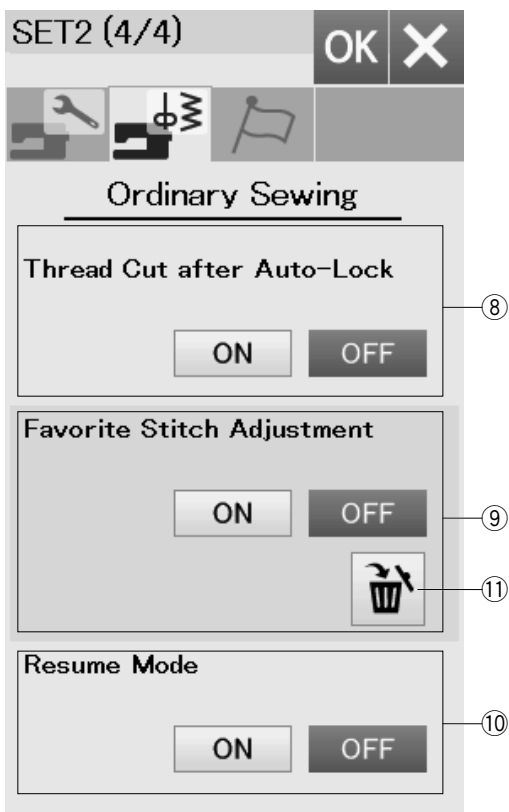 SET2 (4/4)
OK
Ordinary Sewing
Thread Cut after Auto-Lock
ON OFF
⑧
Favorite Stitch Adjustment
ON OFF
⑨
⑪
Resume Mode
ON OFF
⑩